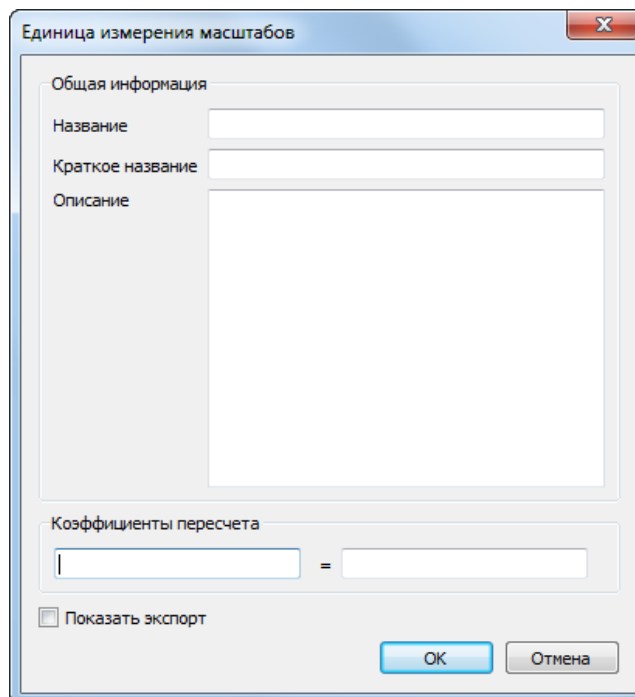 Единица измерения масштабов
Общая информация
Название
Краткое название
Описание
Коэффициенты пересчета
=
Показать экспорт
OK
Отмена